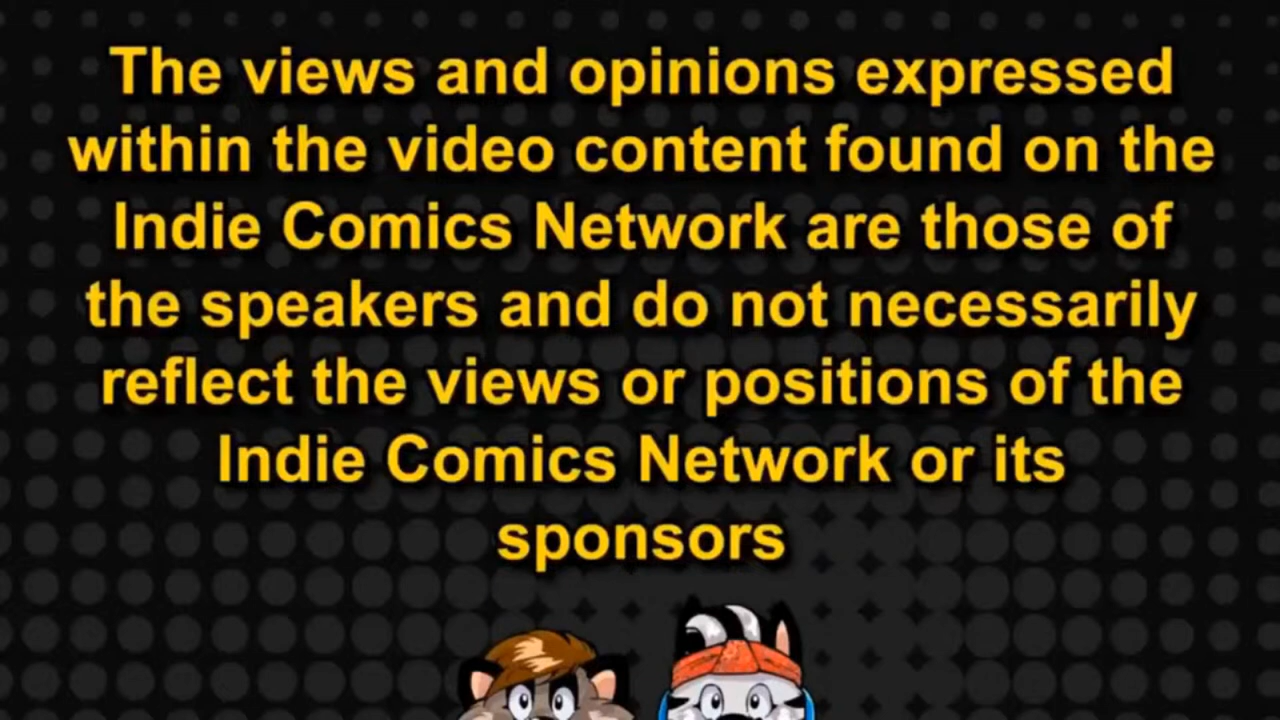 The views and opinions expressed
within the video content found on the
Indie Comics Network are those of
the speakers and do not necessarily
reflect the views or positions of the
Indie Comics Network or its
sponsors